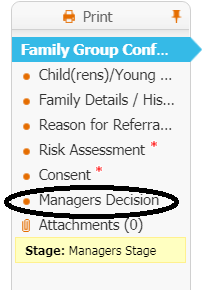 Print
Family Group Conf...
Child(rens)/Young ...
Family Details / His...
Reason for Referra...
Risk Assessment *
Consent *
Managers Decision
Attachments (0)
Stage: Managers Stage